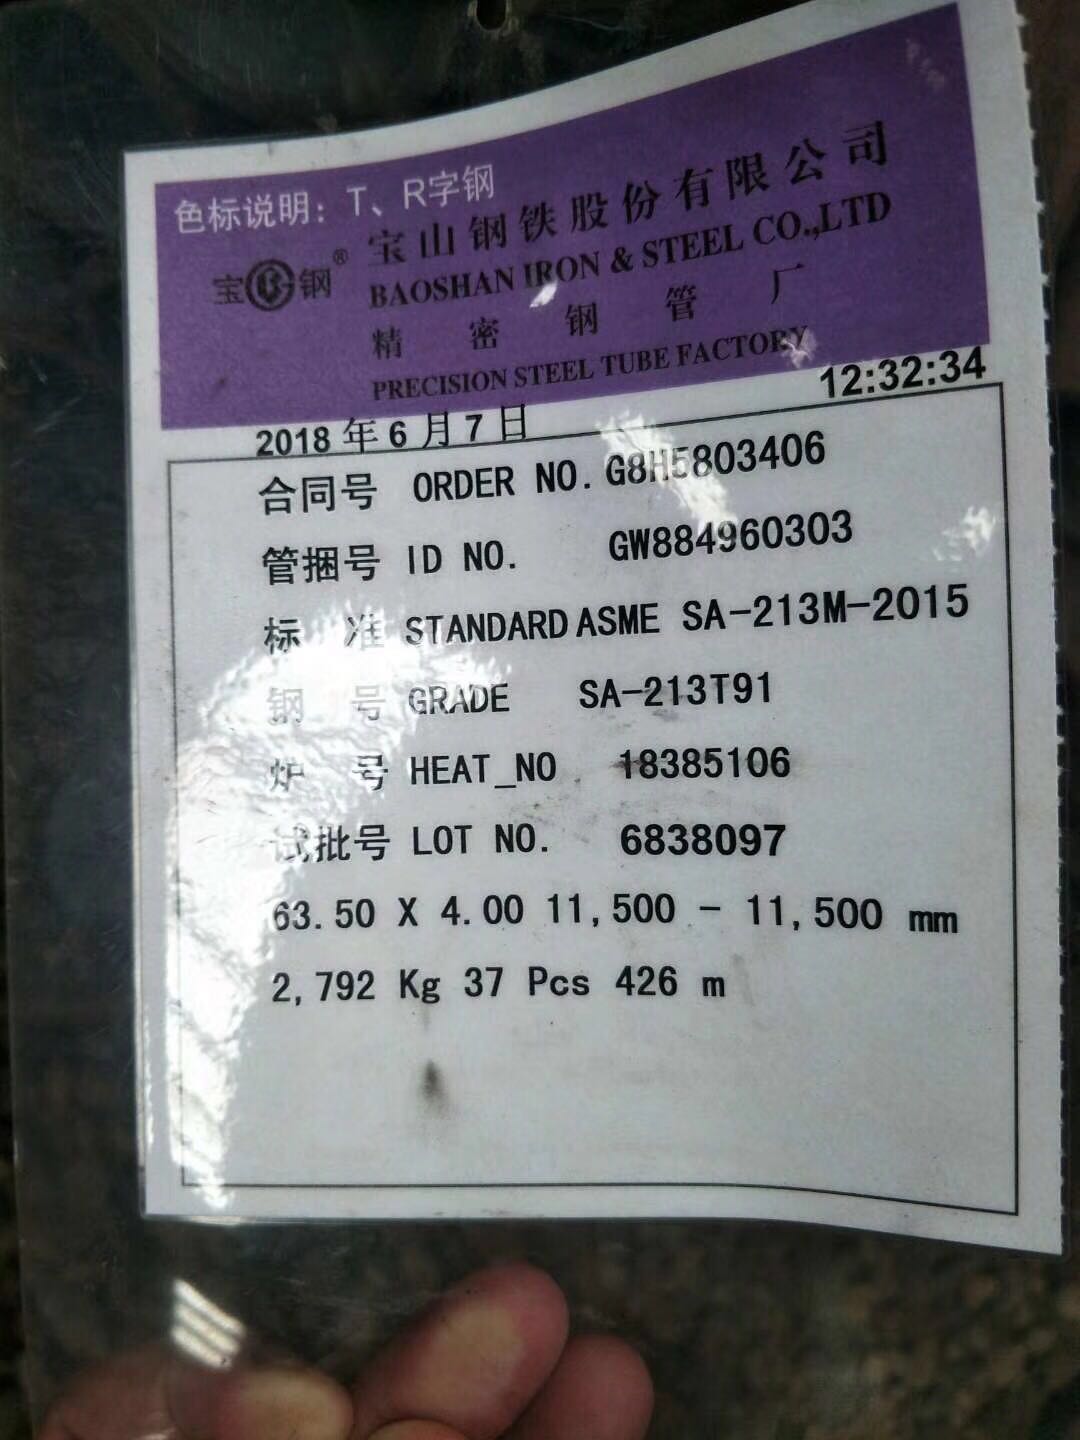 色标说明：T、R字钢
宝钢®
宝山钢铁股份有限公司
BAOSHAN IRON & STEEL CO.,LTD
精密钢管厂
PRECISION STEEL TUBE FACTORY
2018年6月7日 12:32:34
合同号 ORDER NO. G8H5803406
管捆号 ID NO. GW884960303
标准 STANDARD ASME SA-213M-2015
钢号 GRADE SA-213T91
炉号 HEAT_NO 18385106
试批号 LOT NO. 6838097
63.50 X 4.00 11,500 - 11,500 mm
2,792 Kg 37 Pcs 426 m